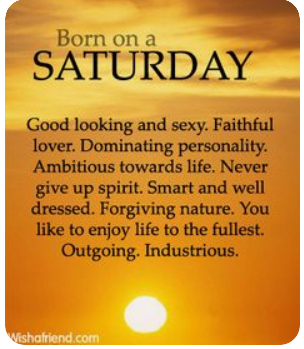 Born on a
SATURDAY
Good looking and sexy. Faithful
lover. Dominating personality.
Ambitious towards life. Never
give up spirit. Smart and well
dressed. Forgiving nature. You
like to enjoy life to the fullest.
Outgoing. Industrious.
Wishafriend.com